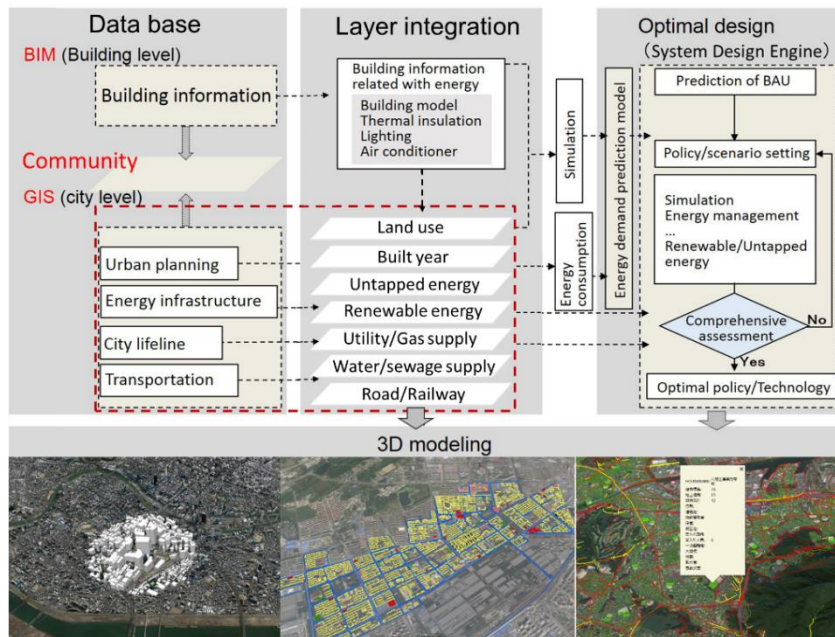 Data base
BIM (Building level)
Building information
Community
GIS (city level)
Urban planning
Energy infrastructure
City lifeline
Transportation
Layer integration
Building information
related with energy
Building model
Thermal insulation
Lighting
Air conditioner
Land use
Built year
Untapped energy
Renewable energy
Utility/Gas supply
Water/sewage supply
Road/Railway
Simulation
Energy
consumption
Energy demand prediction model
Optimal design
(System Design Engine)
Prediction of BAU
Policy/scenario setting
Simulation
Energy management
...
Renewable/Untapped
energy
Comprehensive
assessment
No
Yes
Optimal policy/Technology
3D modeling